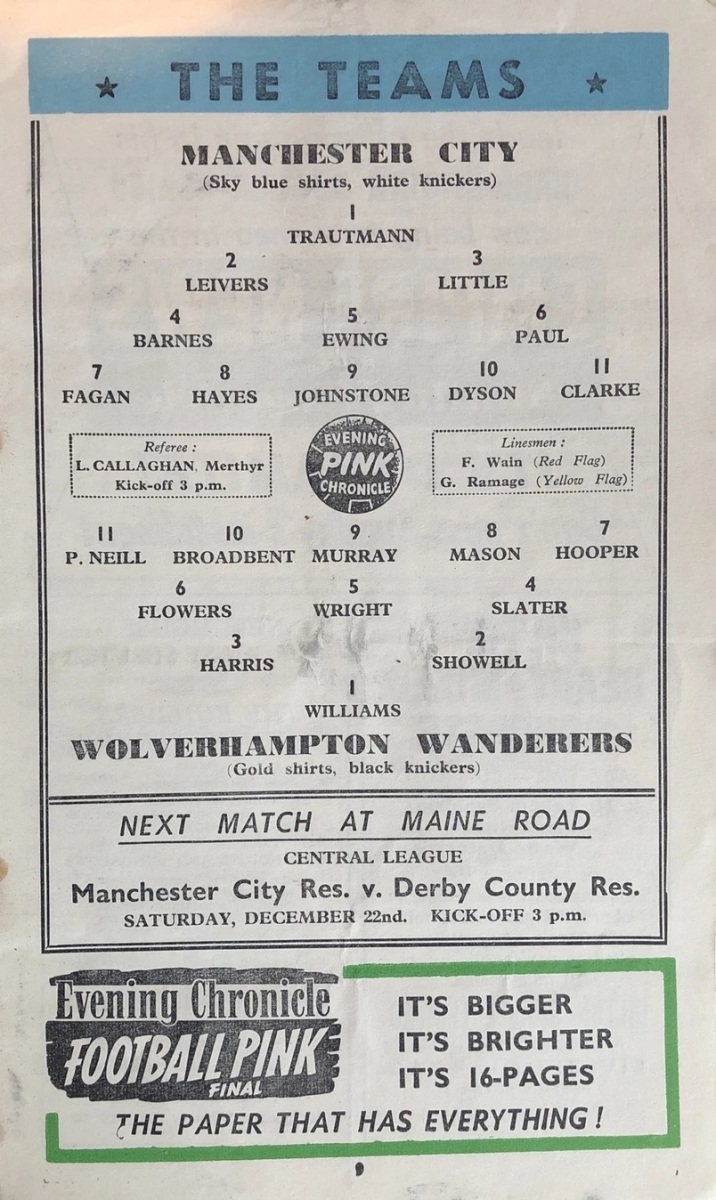 ★ THE TEAMS ★
MANCHESTER CITY
(Sky blue shirts, white knickers)
1
TRAUTMANN
2 3
LEIVERS LITTLE
4 5 6
BARNES EWING PAUL
7 8 9 10 11
FAGAN HAYES JOHNSTONE DYSON CLARKE
Referee :
L. CALLAGHAN, Merthyr
Kick-off 3 p.m.
EVENING
PINK
CHRONICLE
Linesmen :
F. Wain (Red Flag)
G. Ramage (Yellow Flag)
11 10 9 8 7
P. NEILL BROADBENT MURRAY MASON HOOPER
6 5 4
FLOWERS WRIGHT SLATER
3 2
HARRIS SHOWELL
1
WILLIAMS
WOLVERHAMPTON WANDERERS
(Gold shirts, black knickers)
NEXT MATCH AT MAINE ROAD
CENTRAL LEAGUE
Manchester City Res. v. Derby County Res.
SATURDAY, DECEMBER 22nd. KICK-OFF 3 p.m.
Evening Chronicle
FOOTBALL PINK
FINAL
IT'S BIGGER
IT'S BRIGHTER
IT'S 16-PAGES
THE PAPER THAT HAS EVERYTHING !
9